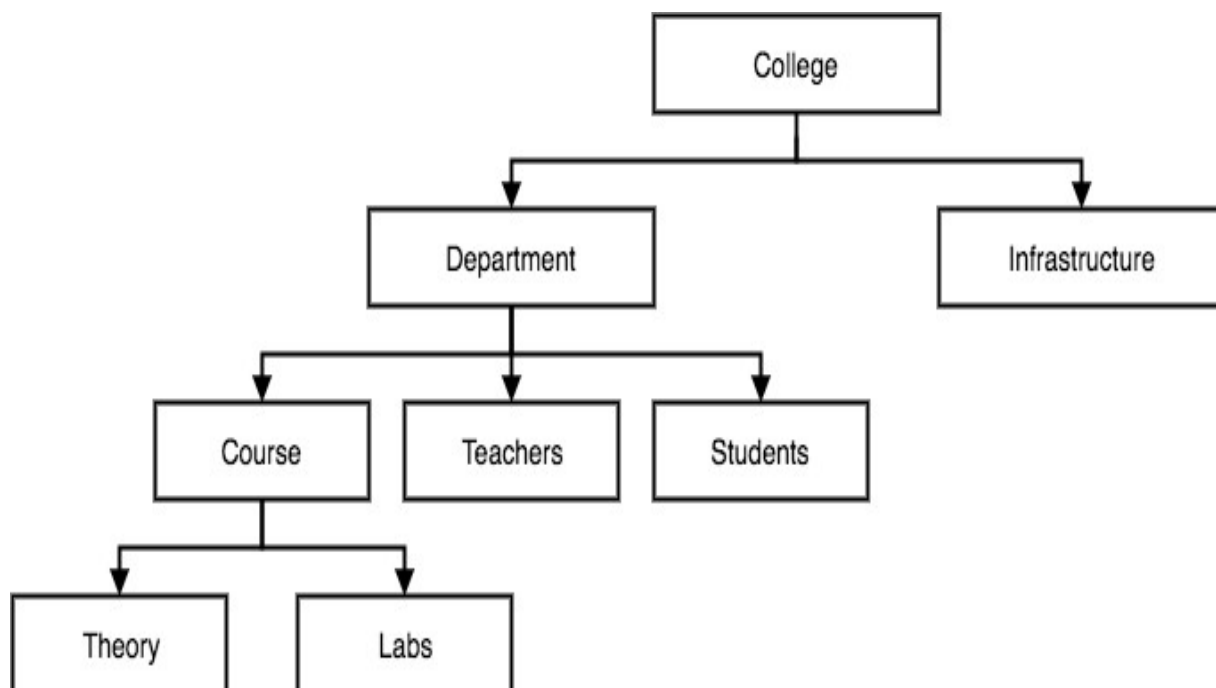 College
Department
Infrastructure
Course
Teachers
Students
Theory
Labs